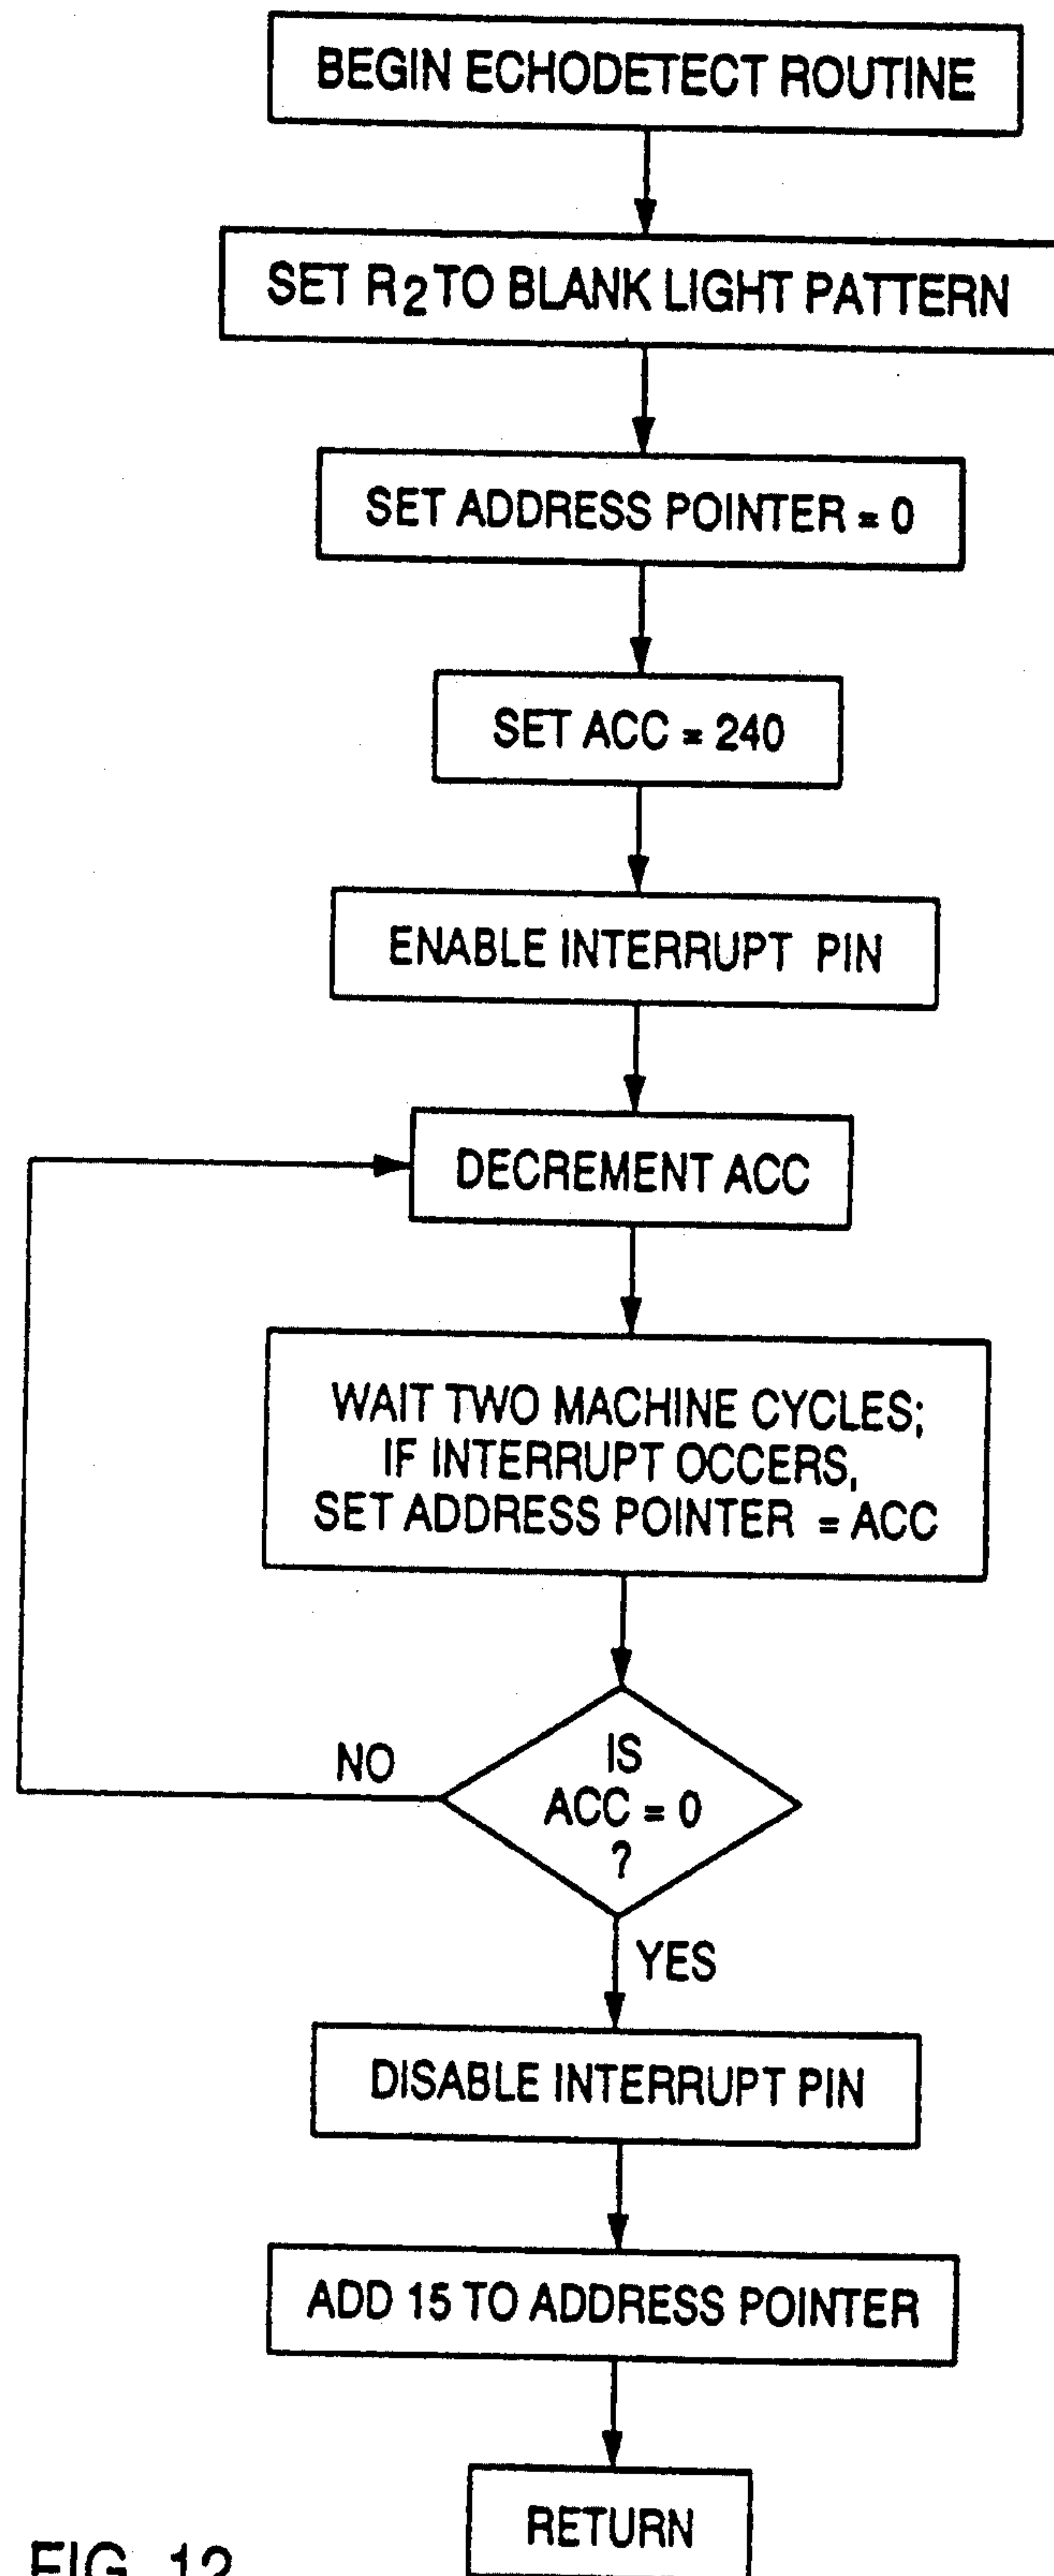 BEGIN ECHODETECT ROUTINE
SET R2 TO BLANK LIGHT PATTERN
SET ADDRESS POINTER = 0
SET ACC = 240
ENABLE INTERRUPT PIN
DECREMENT ACC
WAIT TWO MACHINE CYCLES;
IF INTERRUPT OCCERS,
SET ADDRESS POINTER = ACC
IS
ACC = 0
?
NO
YES
DISABLE INTERRUPT PIN
ADD 15 TO ADDRESS POINTER
RETURN
FIG. 12